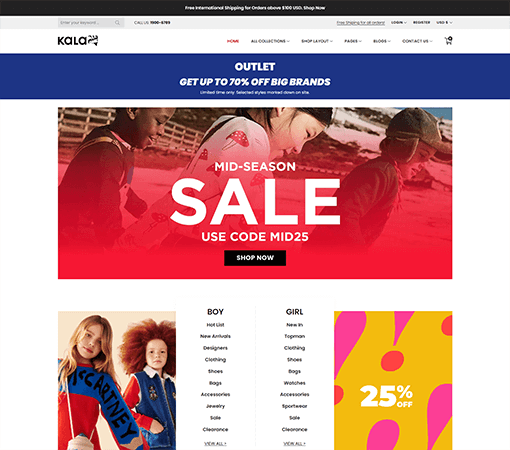 Free International Shipping for Orders above $100 USD. Shop Now
Enter your keyword...
CALL US: 1900-6789
Free Shipping for all orders!
LOGIN
REGISTER
USD $
KALA
HOME
ALL COLLECTIONS
SHOP LAYOUT
PAGES
BLOGS
CONTACT US
0
OUTLET
GET UP TO 70% OFF BIG BRANDS
Limited time only. Selected styles marked down on site.
MID-SEASON
SALE
USE CODE MID25
SHOP NOW
McCARTNEY
BOY
Hot List
New Arrivals
Designers
Clothing
Shoes
Bags
Accessories
Jewelry
Sale
Clearance
VIEW ALL +
GIRL
New In
Topman
Clothing
Shoes
Bags
Watches
Accessories
Sportwear
Sale
Clearance
VIEW ALL +
25%
OFF